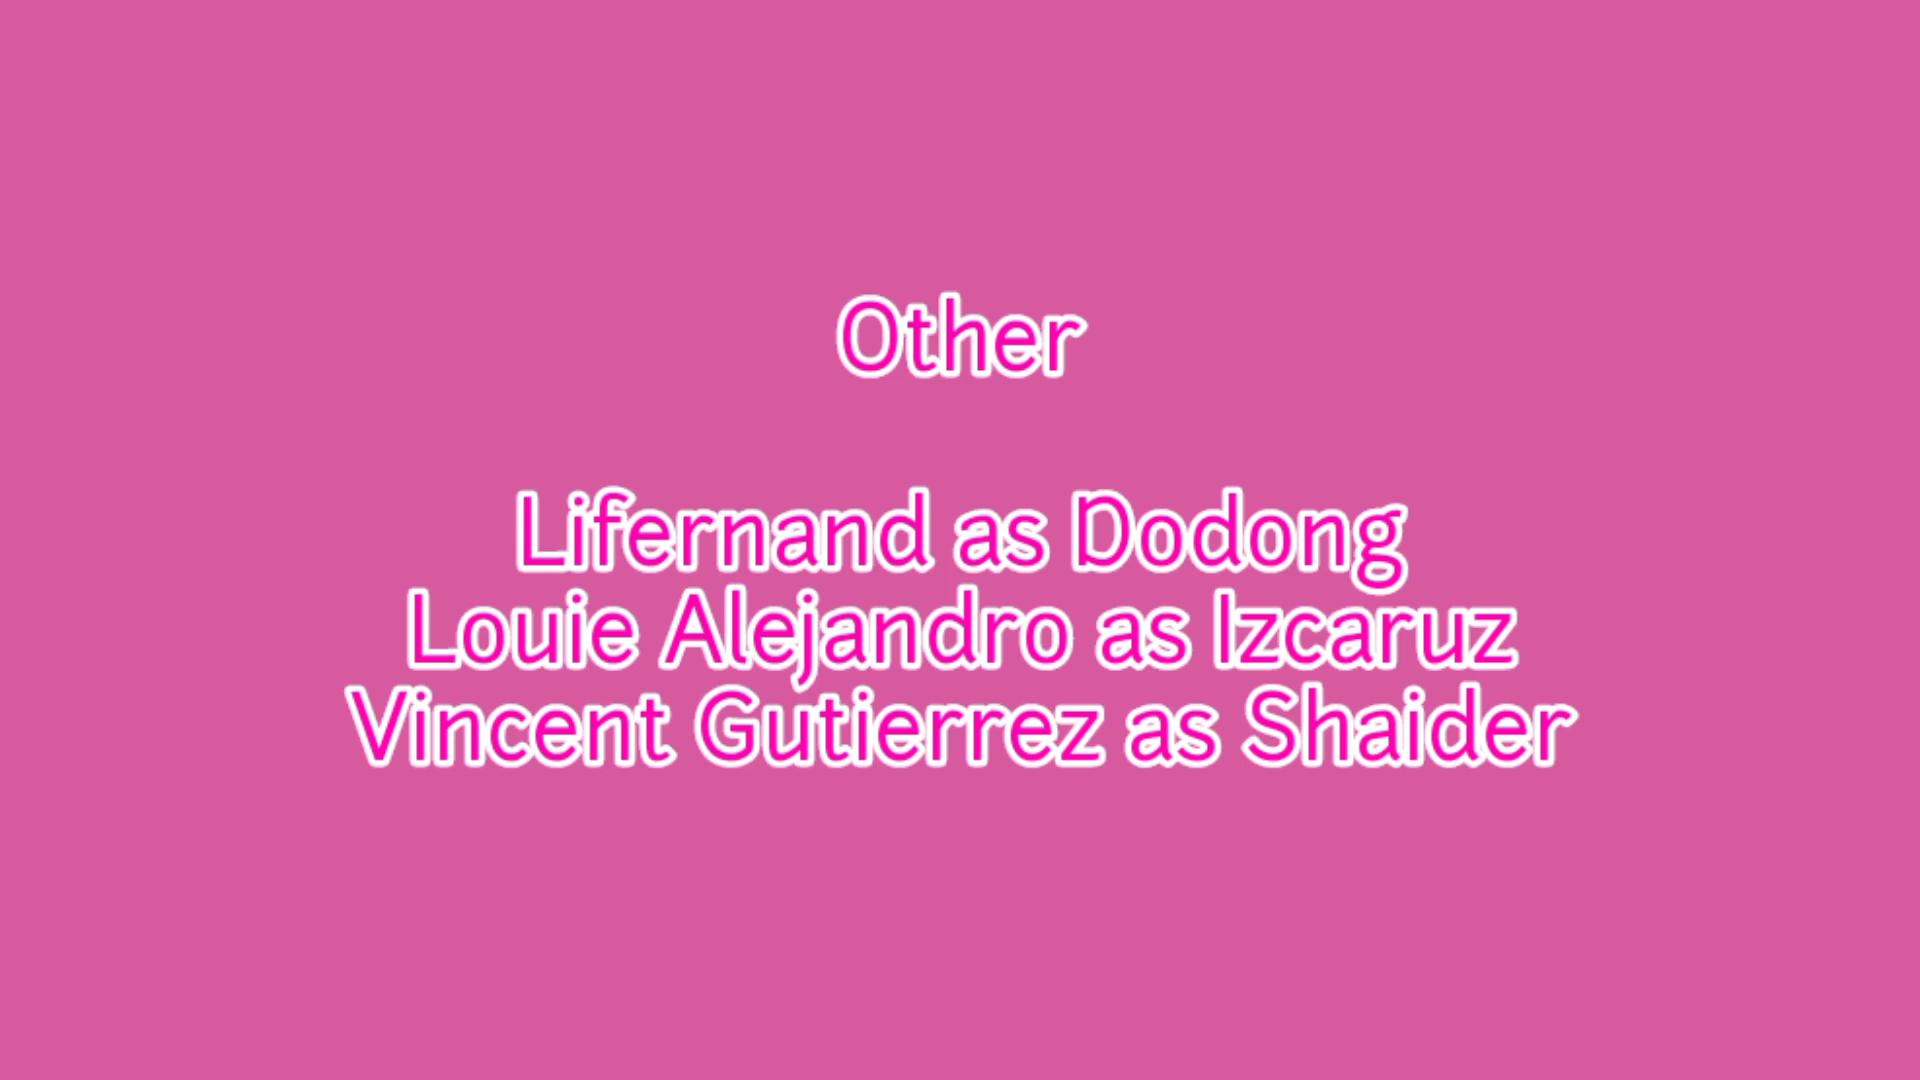 Other
Lifernand as Dodong
Louie Alejandro as Izcaruz
Vincent Gutierrez as Shaider